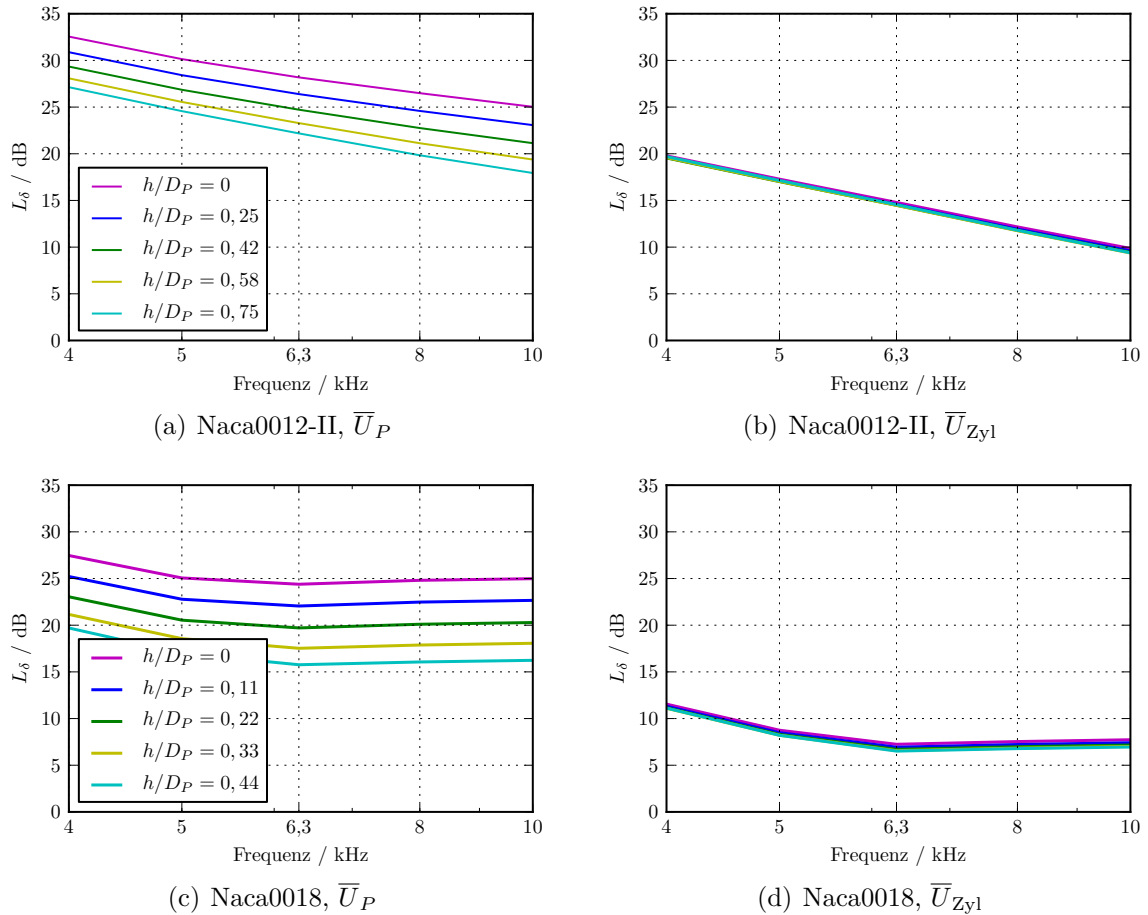 35
30
25
20
15
10
5
0
L_δ / dB
h/D_P = 0
h/D_P = 0, 25
h/D_P = 0, 42
h/D_P = 0, 58
h/D_P = 0, 75
4 5 6,3 8 10
Frequenz / kHz
(a) Naca0012-II, U̅_P
35
30
25
20
15
10
5
0
L_δ / dB
4 5 6,3 8 10
Frequenz / kHz
(b) Naca0012-II, U̅_Zyl
35
30
25
20
15
10
5
0
L_δ / dB
h/D_P = 0
h/D_P = 0, 11
h/D_P = 0, 22
h/D_P = 0, 33
h/D_P = 0, 44
4 5 6,3 8 10
Frequenz / kHz
(c) Naca0018, U̅_P
35
30
25
20
15
10
5
0
L_δ / dB
4 5 6,3 8 10
Frequenz / kHz
(d) Naca0018, U̅_Zyl